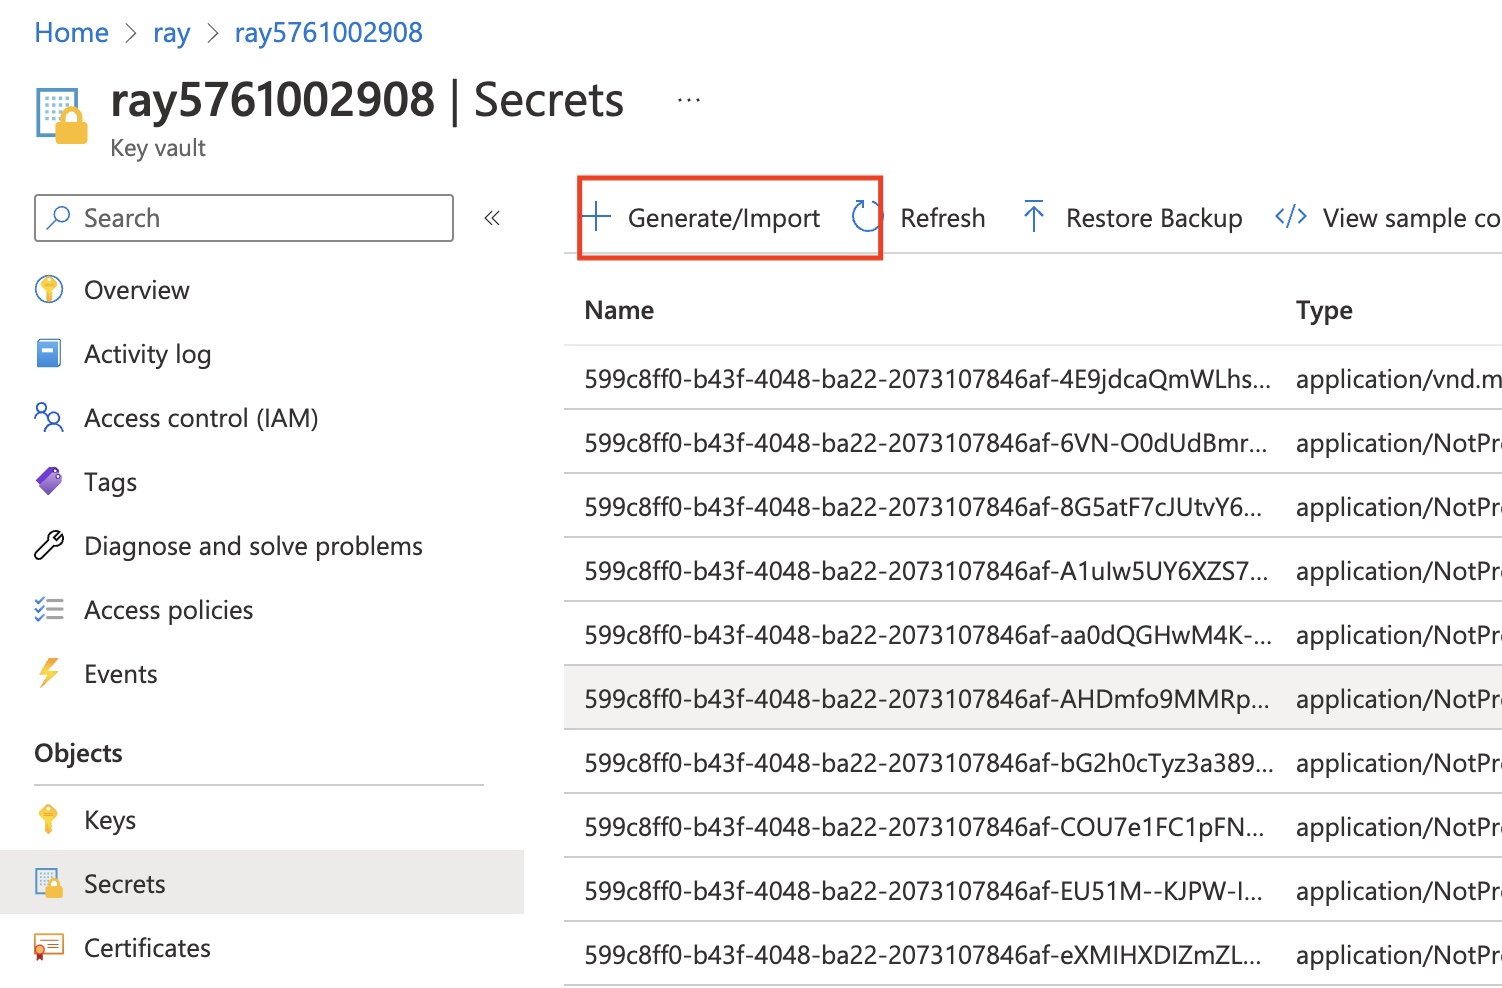 Home > ray > ray5761002908
ray5761002908 | Secrets ...
Key vault
Search «
Overview
Activity log
Access control (IAM)
Tags
Diagnose and solve problems
Access policies
Events
Objects
Keys
Secrets
Certificates
Generate/Import Refresh Restore Backup View sample co
Name Type
599c8ff0-b43f-4048-ba22-2073107846af-4E9jdcaQmWLhs... application/vnd.m
599c8ff0-b43f-4048-ba22-2073107846af-6VN-O0dUdBmr... application/NotPr
599c8ff0-b43f-4048-ba22-2073107846af-8G5atF7cJUtvY6... application/NotPr
599c8ff0-b43f-4048-ba22-2073107846af-A1uIw5UY6XZS7... application/NotPr
599c8ff0-b43f-4048-ba22-2073107846af-aa0dQGHwM4K-... application/NotPr
599c8ff0-b43f-4048-ba22-2073107846af-AHDmfo9MMRp... application/NotPr
599c8ff0-b43f-4048-ba22-2073107846af-bG2h0cTyz3a389... application/NotPr
599c8ff0-b43f-4048-ba22-2073107846af-COU7e1FC1pFN... application/NotPr
599c8ff0-b43f-4048-ba22-2073107846af-EU51M--KJPW-I... application/NotPr
599c8ff0-b43f-4048-ba22-2073107846af-eXMIHXDIZmZL... application/NotPr